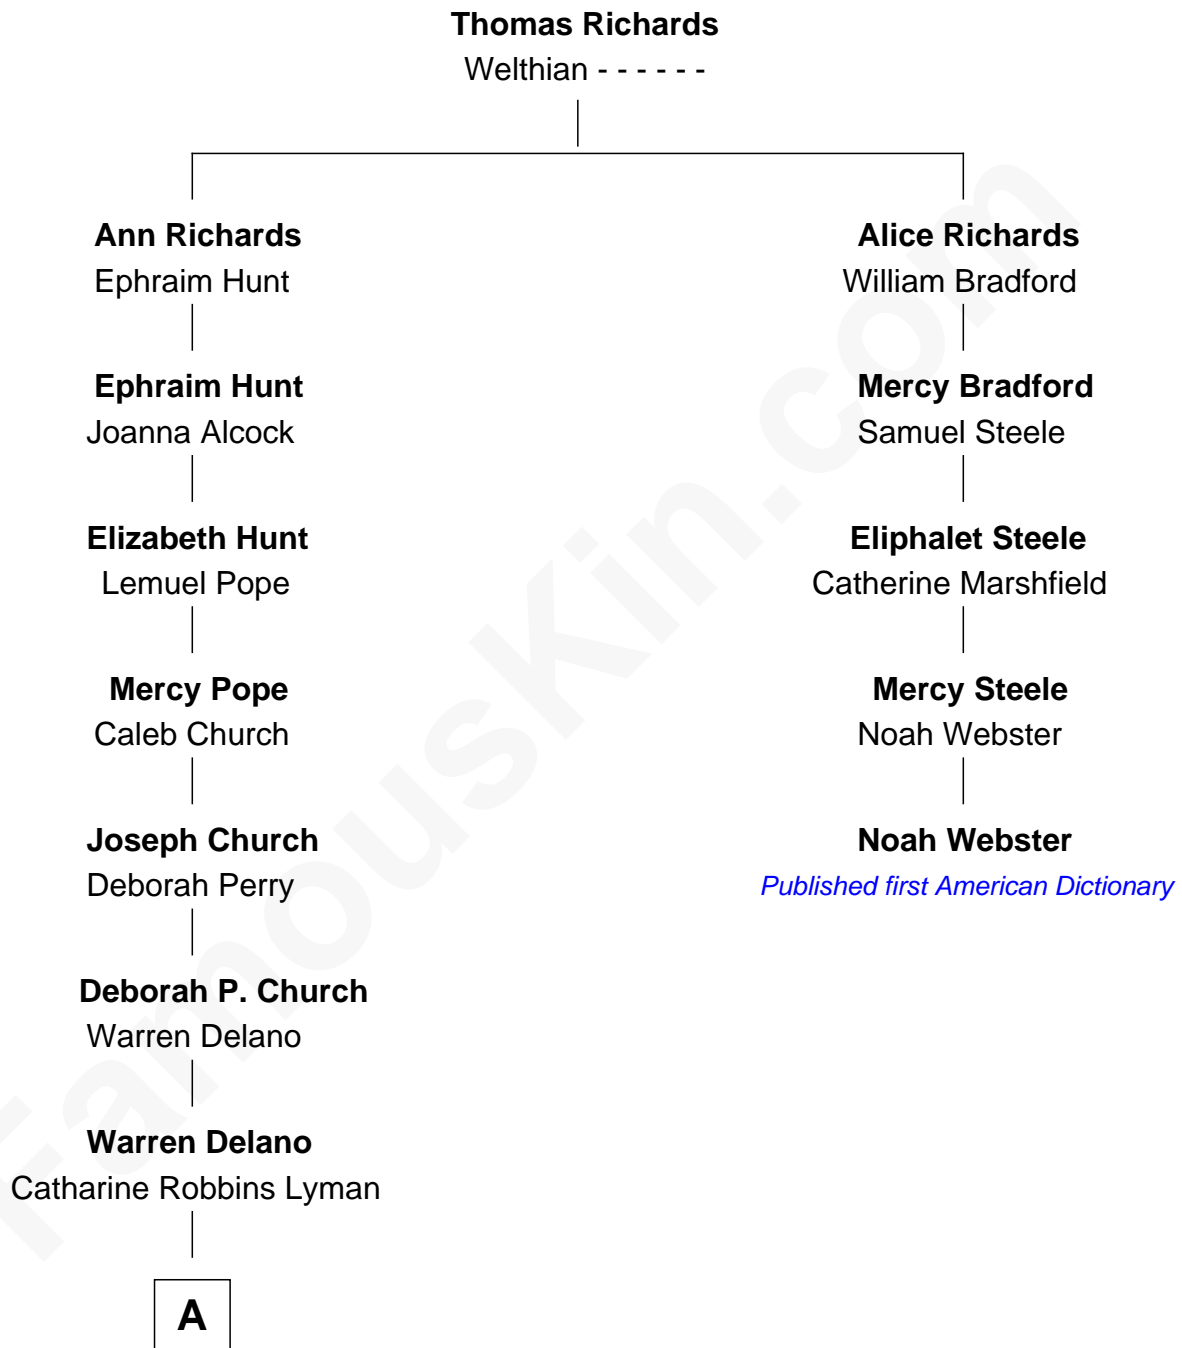 Thomas Richards
Welthian - - - - - -
Ann Richards
Ephraim Hunt
Alice Richards
William Bradford
Ephraim Hunt
Joanna Alcock
Mercy Bradford
Samuel Steele
Elizabeth Hunt
Lemuel Pope
Eliphalet Steele
Catherine Marshfield
Mercy Pope
Caleb Church
Mercy Steele
Noah Webster
Joseph Church
Deborah Perry
Noah Webster
Published first American Dictionary
Deborah P. Church
Warren Delano
Warren Delano
Catharine Robbins Lyman
A
FamousKin.com